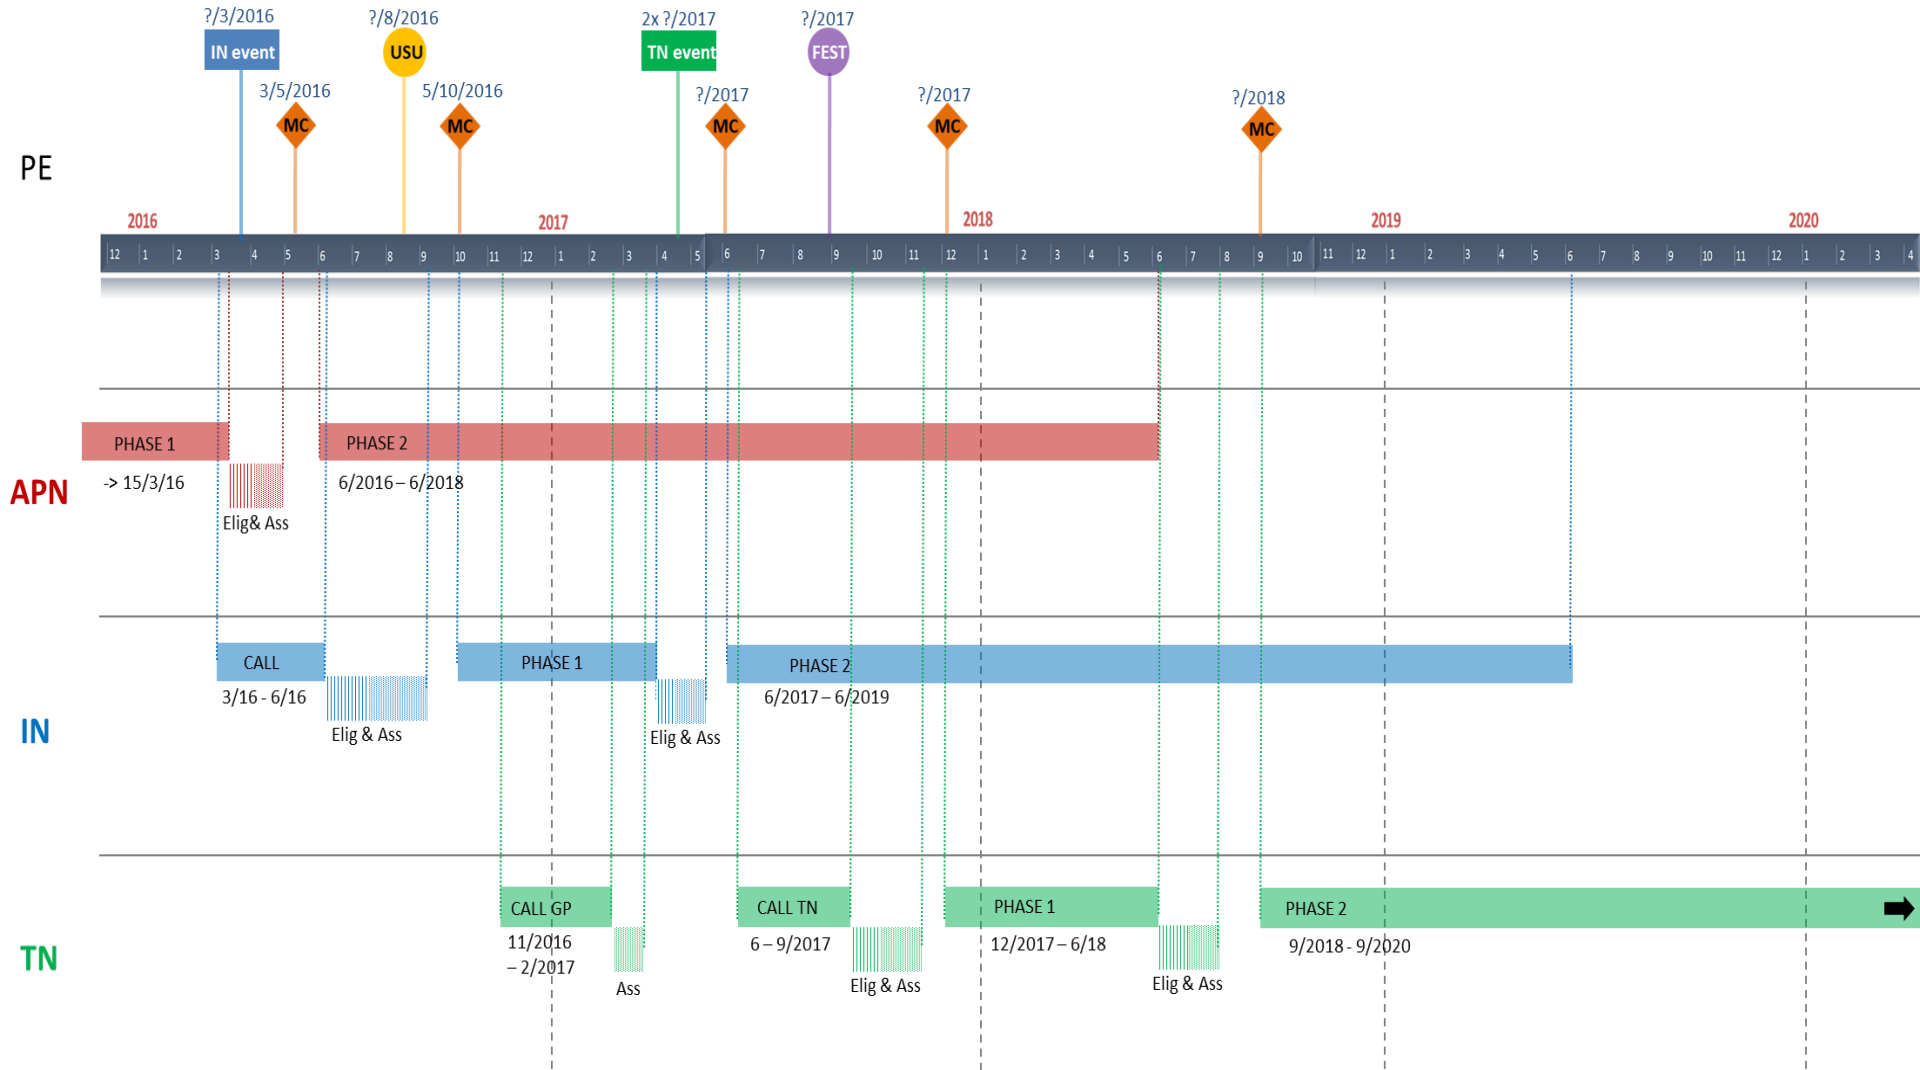 ?/3/2016 ?/8/2016 2x ?/2017 ?/2017
IN event USU TN event FEST
3/5/2016 5/10/2016 ?/2017 ?/2017 ?/2018
MC MC MC MC MC
PE
2016 2017 2018 2019 2020
12 1 2 3 4 5 6 7 8 9 10 11 12 1 2 3 4 5 6 7 8 9 10 11 12 1 2 3 4 5 6 7 8 9 10 11 12 1 2 3 4 5 6 7 8 9 10 11 12 1 2 3 4
PHASE 1 PHASE 2
-> 15/3/16 6/2016 – 6/2018
APN
Elig& Ass
CALL PHASE 1 PHASE 2
3/16 - 6/16 6/2017 – 6/2019
IN
Elig & Ass Elig & Ass
CALL GP CALL TN PHASE 1 PHASE 2
11/2016 6 – 9/2017 12/2017 – 6/18 9/2018 - 9/2020
– 2/2017
TN
Ass Elig & Ass Elig & Ass